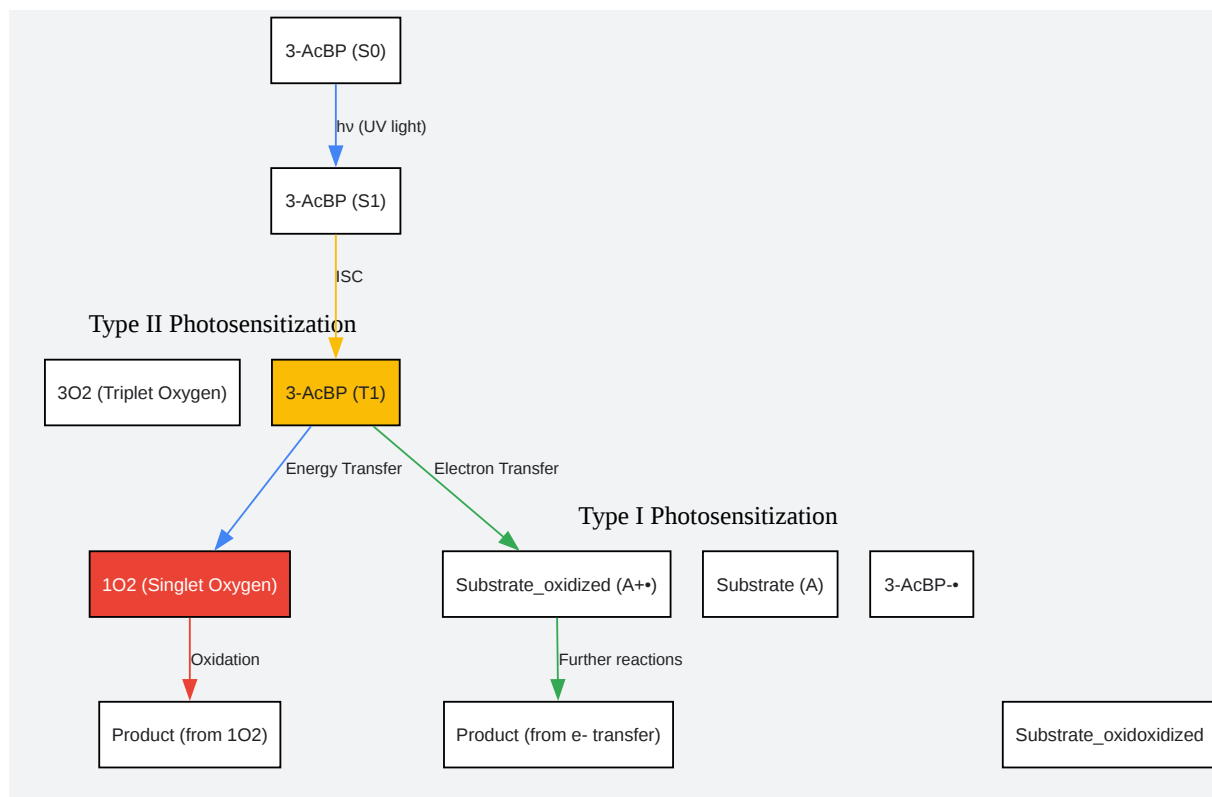 3-AcBP (S0)
hν (UV light)
3-AcBP (S1)
ISC
Type II Photosensitization
3O2 (Triplet Oxygen)
3-AcBP (T1)
Energy Transfer
Electron Transfer
Type I Photosensitization
1O2 (Singlet Oxygen)
Substrate_oxidized (A+•)
Substrate (A)
3-AcBP-•
Oxidation
Further reactions
Product (from 1O2)
Product (from e- transfer)
Substrate_oxidoxidized